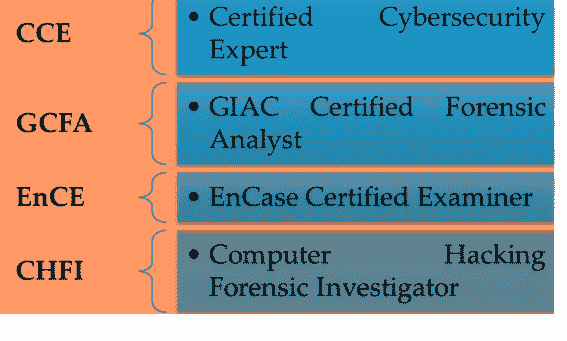 CCE
• Certified Cybersecurity
Expert
GCFA
• GIAC Certified Forensic
Analyst
EnCE
• EnCase Certified Examiner
CHFI
• Computer Hacking
Forensic Investigator